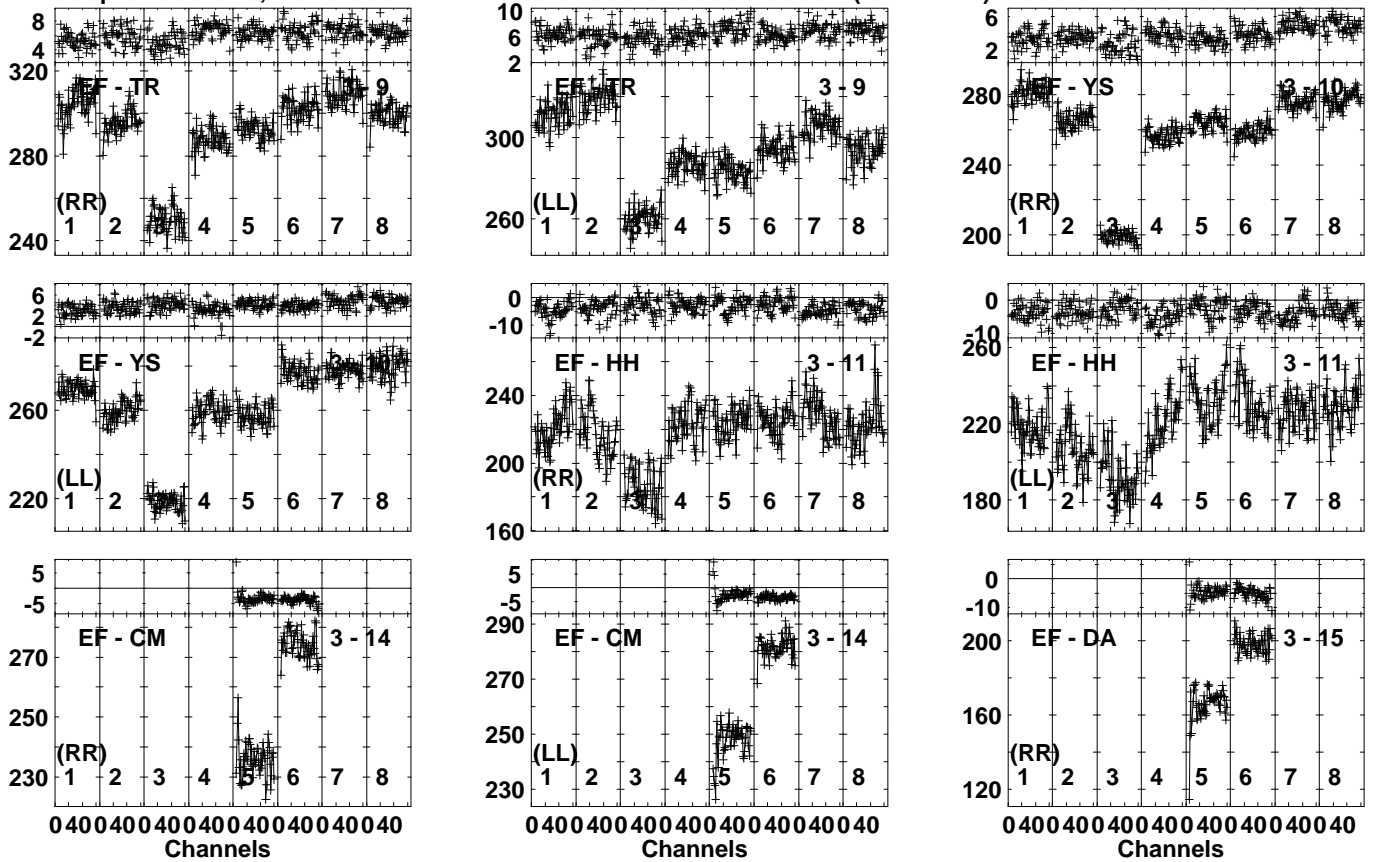 8 4
10 6 2
6 2
320 280 240
EF - TR 3 - 9
(RR)
1 2 3 4 5 6 7 8
300 260
EF - TR 3 - 9
(LL)
1 2 3 4 5 6 7 8
280 240 200
EF - YS 3 - 10
(RR)
1 2 3 4 5 6 7 8
6 2 -2
0 -10
0 -10
260 220
EF - YS 3 - 10
(LL)
1 2 3 4 5 6 7 8
240 200 160
EF - HH 3 - 11
(RR)
1 2 3 4 5 6 7 8
260 220 180
EF - HH 3 - 11
(LL)
1 2 3 4 5 6 7 8
5 -5
5 -5
0 -10
270 250 230
EF - CM 3 - 14
(RR)
1 2 3 4 5 6 7 8
290 270 250 230
EF - CM 3 - 14
(LL)
1 2 3 4 5 6 7 8
200 160 120
EF - DA 3 - 15
(RR)
1 2 3 4 5 6 7 8
0 40 0 40 0 40 0 40 0 40 0 40 0 40 0 40
Channels
0 40 0 40 0 40 0 40 0 40 0 40 0 40 0 40
Channels
0 40 0 40 0 40 0 40 0 40 0 40 0 40 0 40
Channels